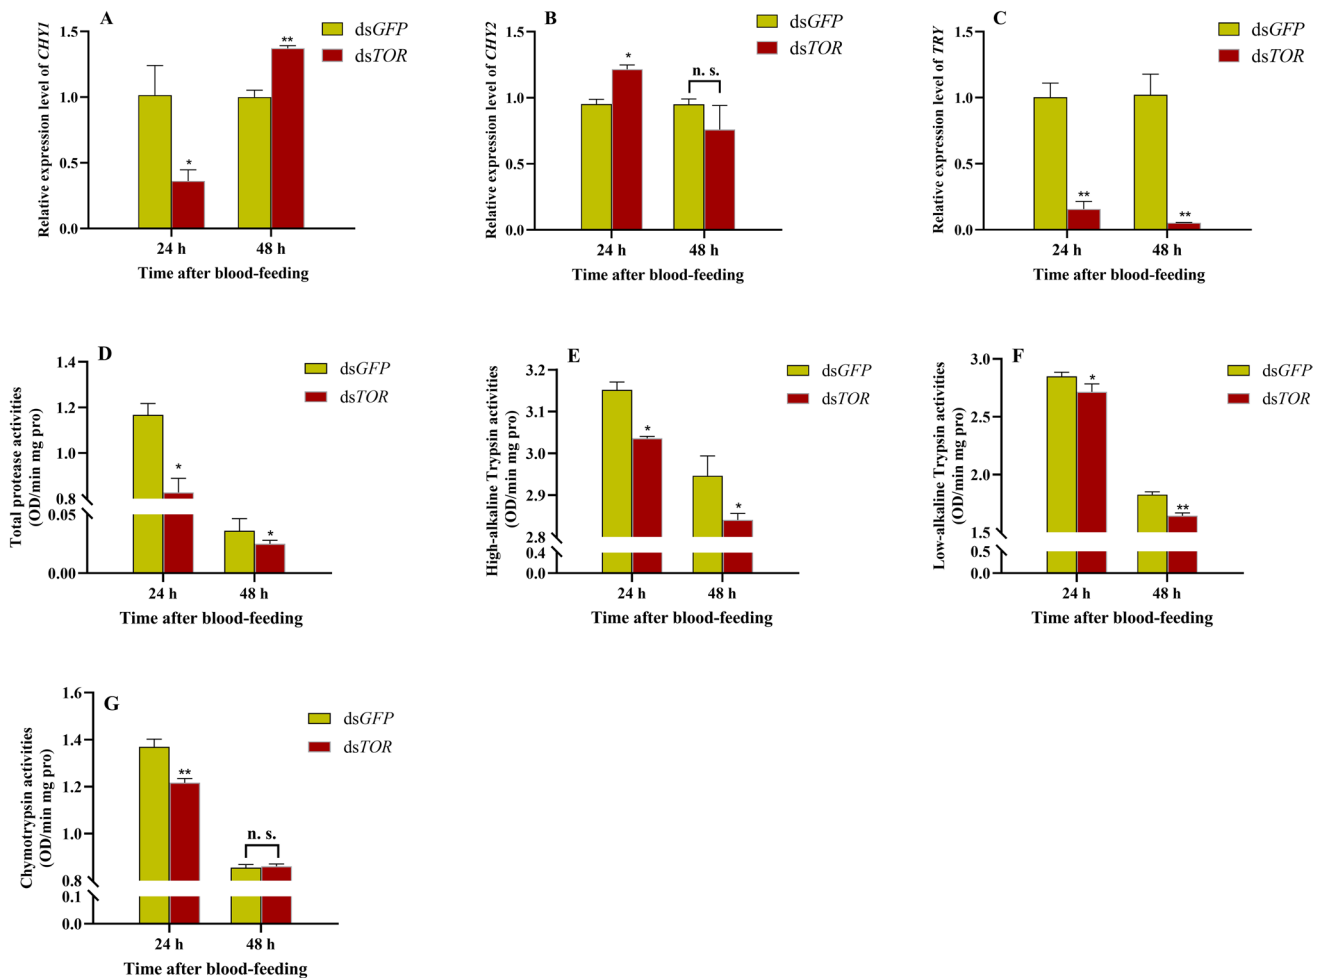 A
dsGFP
dsTOR
Relative expression level of CHY1
1.5
1.0
0.5
0.0
*
**
24 h
48 h
Time after blood-feeding
B
dsGFP
dsTOR
Relative expression level of CHY2
1.5
1.0
0.5
0.0
*
n. s.
24 h
48 h
Time after blood-feeding
C
dsGFP
dsTOR
Relative expression level of TRY
1.5
1.0
0.5
0.0
**
**
24 h
48 h
Time after blood-feeding
D
dsGFP
dsTOR
Total protease activities
(OD/min mg pro)
1.4
1.2
1.0
0.8
0.05
0.00
*
*
24 h
48 h
Time after blood-feeding
E
dsGFP
dsTOR
High-alkaline Trypsin activities
(OD/min mg pro)
3.2
3.1
3.0
2.9
2.8
0.4
0.0
*
*
24 h
48 h
Time after blood-feeding
F
dsGFP
dsTOR
Low-alkaline Trypsin activities
(OD/min mg pro)
3.0
2.5
2.0
1.5
0.5
0.0
*
**
24 h
48 h
Time after blood-feeding
G
dsGFP
dsTOR
Chymotrypsin activities
(OD/min mg pro)
1.6
1.4
1.2
1.0
0.8
0.1
0.0
**
n. s.
24 h
48 h
Time after blood-feeding